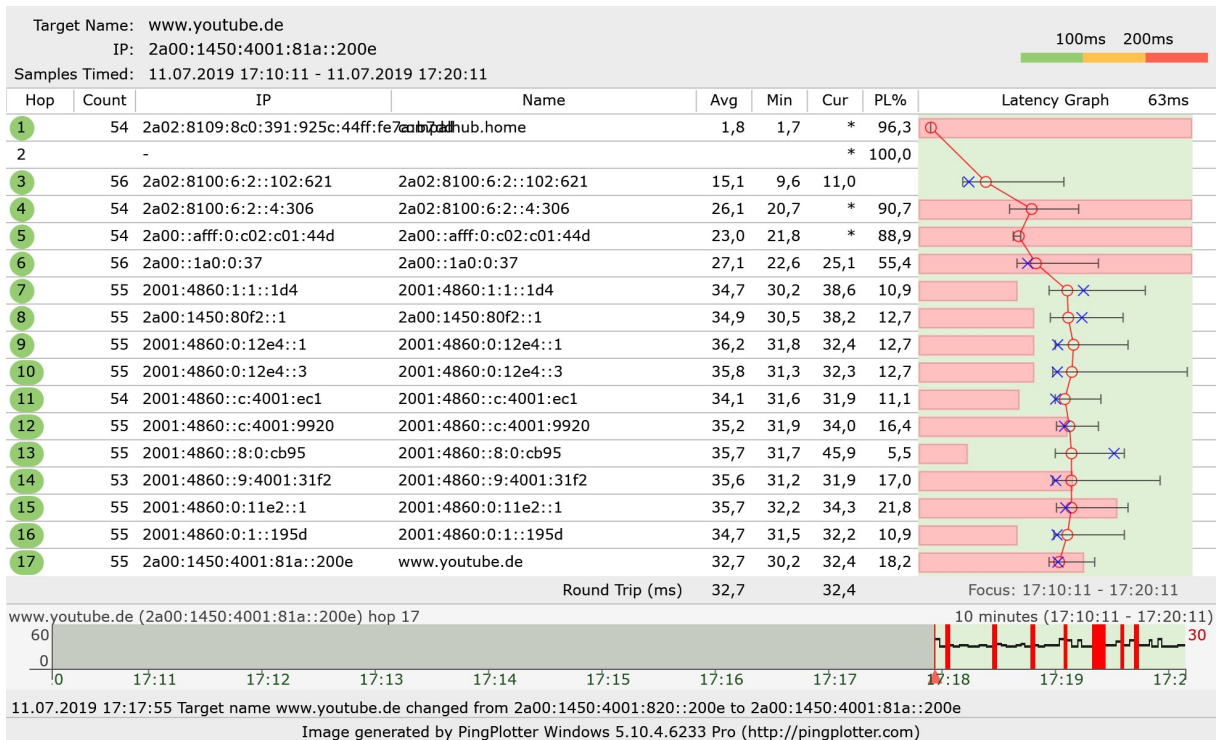 Target Name: www.youtube.de
IP: 2a00:1450:4001:81a::200e
100ms 200ms
Samples Timed: 11.07.2019 17:10:11 - 11.07.2019 17:20:11
Hop Count IP Name Avg Min Cur PL% Latency Graph 63ms
1 54 2a02:8109:8c0:391:925c:44ff:fe 1,8 1,7 * 96,3
2 - * 100,0
3 56 2a02:8100:6:2::102:621 2a02:8100:6:2::102:621 15,1 9,6 11,0
4 54 2a02:8100:6:2::4:306 2a02:8100:6:2::4:306 26,1 20,7 * 90,7
5 54 2a00::afff:0:c02:c01:44d 2a00::afff:0:c02:c01:44d 23,0 21,8 * 88,9
6 56 2a00::1a0:0:37 2a00::1a0:0:37 27,1 22,6 25,1 55,4
7 55 2001:4860:1:1::1d4 2001:4860:1:1::1d4 34,7 30,2 38,6 10,9
8 55 2a00:1450:80f2::1 2a00:1450:80f2::1 34,9 30,5 38,2 12,7
9 55 2001:4860:0:12e4::1 2001:4860:0:12e4::1 36,2 31,8 32,4 12,7
10 55 2001:4860:0:12e4::3 2001:4860:0:12e4::3 35,8 31,3 32,3 12,7
11 54 2001:4860::c:4001:ec1 2001:4860::c:4001:ec1 34,1 31,6 31,9 11,1
12 55 2001:4860::c:4001:9920 2001:4860::c:4001:9920 35,2 31,9 34,0 16,4
13 55 2001:4860::8:0:cb95 2001:4860::8:0:cb95 35,7 31,7 45,9 5,5
14 53 2001:4860::9:4001:31f2 2001:4860::9:4001:31f2 35,6 31,2 31,9 17,0
15 55 2001:4860:0:11e2::1 2001:4860:0:11e2::1 35,7 32,2 34,3 21,8
16 55 2001:4860:0:1::195d 2001:4860:0:1::195d 34,7 31,5 32,2 10,9
17 55 2a00:1450:4001:81a::200e www.youtube.de 32,7 30,2 32,4 18,2
Round Trip (ms) 32,7 32,4 Focus: 17:10:11 - 17:20:11
www.youtube.de (2a00:1450:4001:81a::200e) hop 17 10 minutes (17:10:11 - 17:20:11)
60 30
0
:0 17:11 17:12 17:13 17:14 17:15 17:16 17:17 17:18 17:19 17:2
11.07.2019 17:17:55 Target name www.youtube.de changed from 2a00:1450:4001:820::200e to 2a00:1450:4001:81a::200e
Image generated by PingPlotter Windows 5.10.4.6233 Pro (http://pingplotter.com)